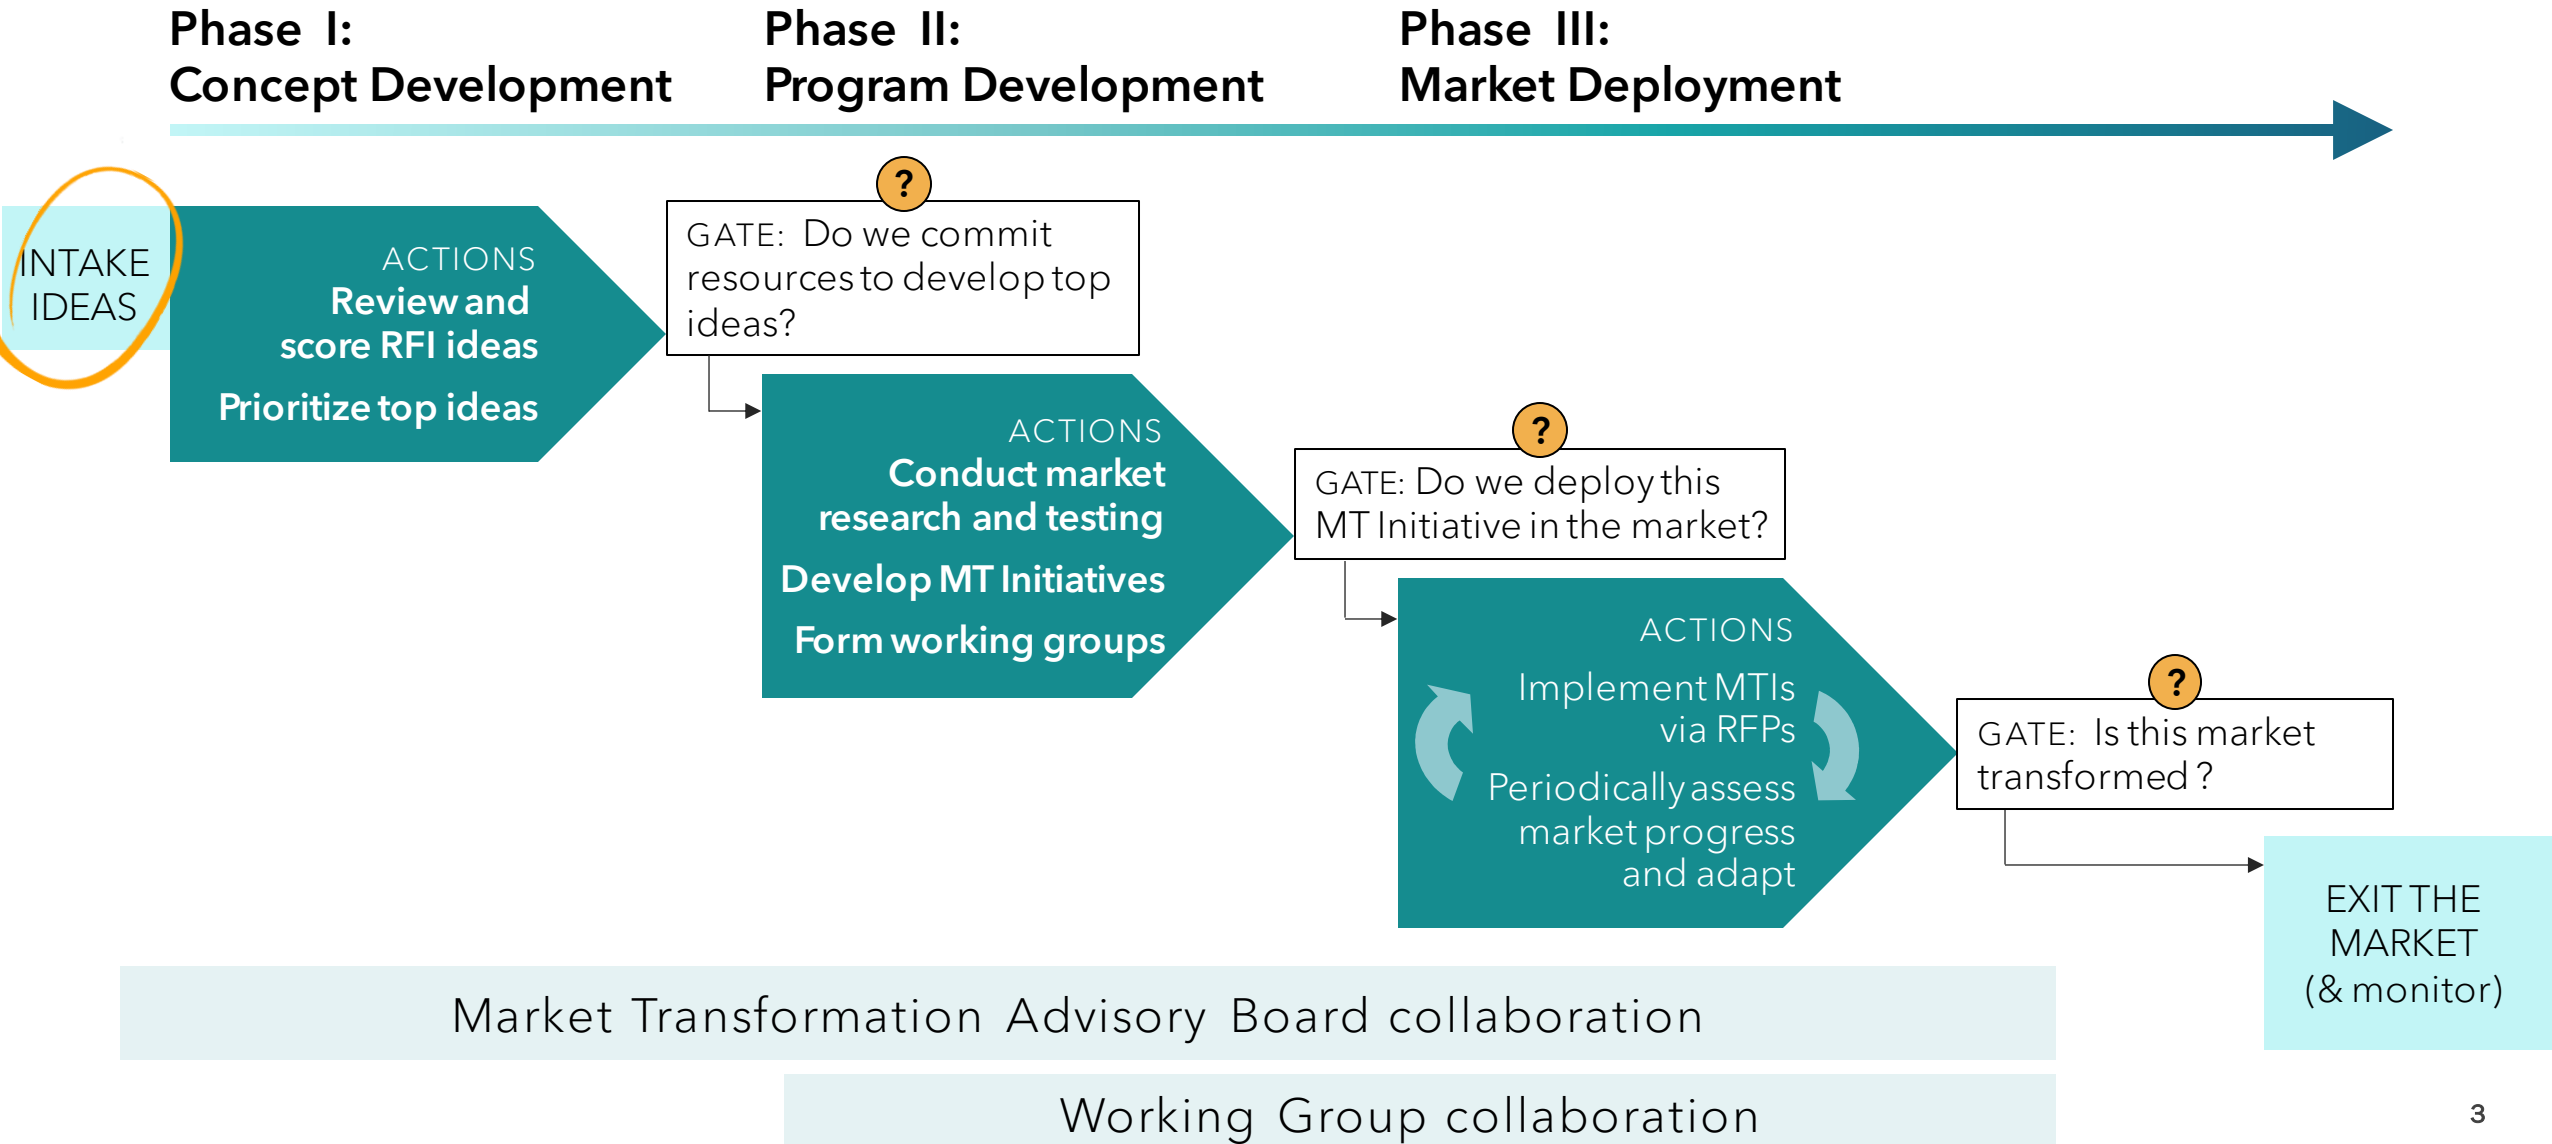 Phase I:
Concept Development
Phase II:
Program Development
Phase III:
Market Deployment
INTAKE
IDEAS
ACTIONS
Review and
score RFI ideas
Prioritize top ideas
?
GATE: Do we commit
resources to develop top
ideas?
ACTIONS
Conduct market
research and testing
Develop MT Initiatives
Form working groups
?
GATE: Do we deploy this
MT Initiative in the market?
ACTIONS
Implement MTIs
via RFPs
Periodically assess
market progress
and adapt
?
GATE: Is this market
transformed?
EXIT THE
MARKET
(& monitor)
Market Transformation Advisory Board collaboration
Working Group collaboration
3